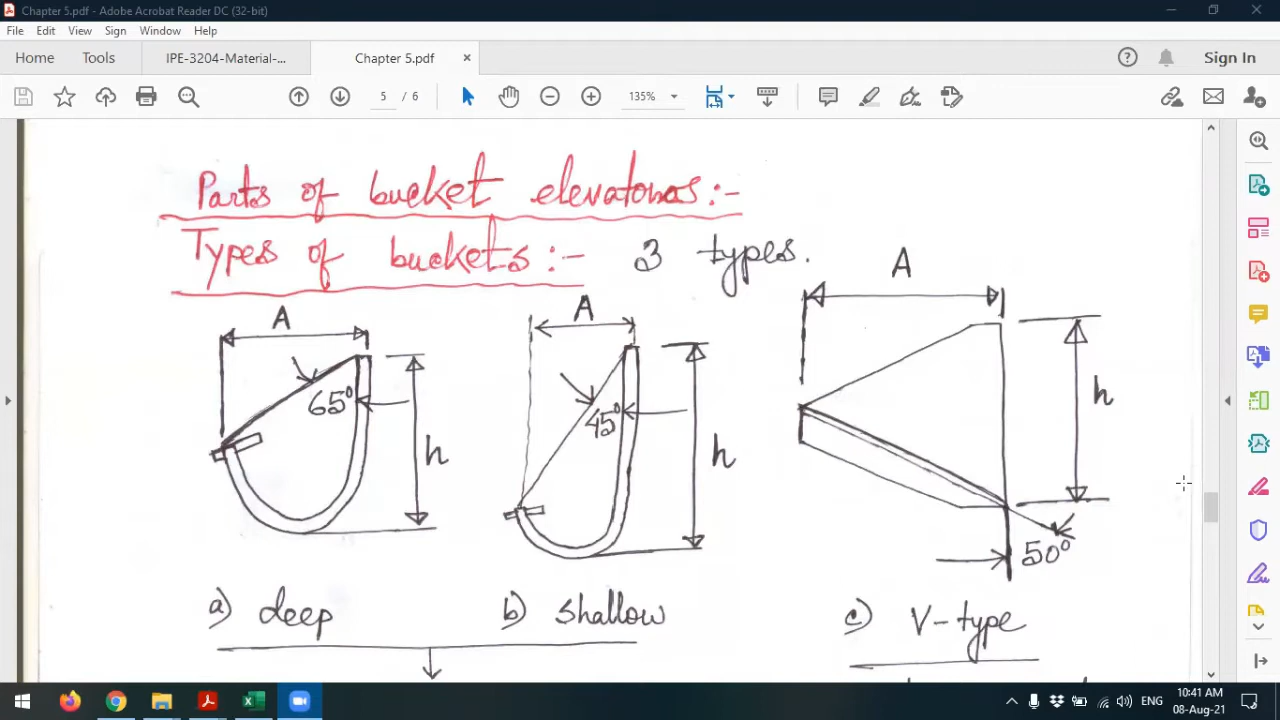 Chapter 5.pdf - Adobe Acrobat Reader DC (32-bit)
File Edit View Sign Window Help
Home Tools IPE-3204-Material-... Chapter 5.pdf × Sign In
5 / 6 135%
Parts of bucket elevators:-
Types of buckets:- 3 types.
A A A
65° 45° h
h h
50°
a) deep b) shallow c) V-type
ENG 10:41 AM
08-Aug-21